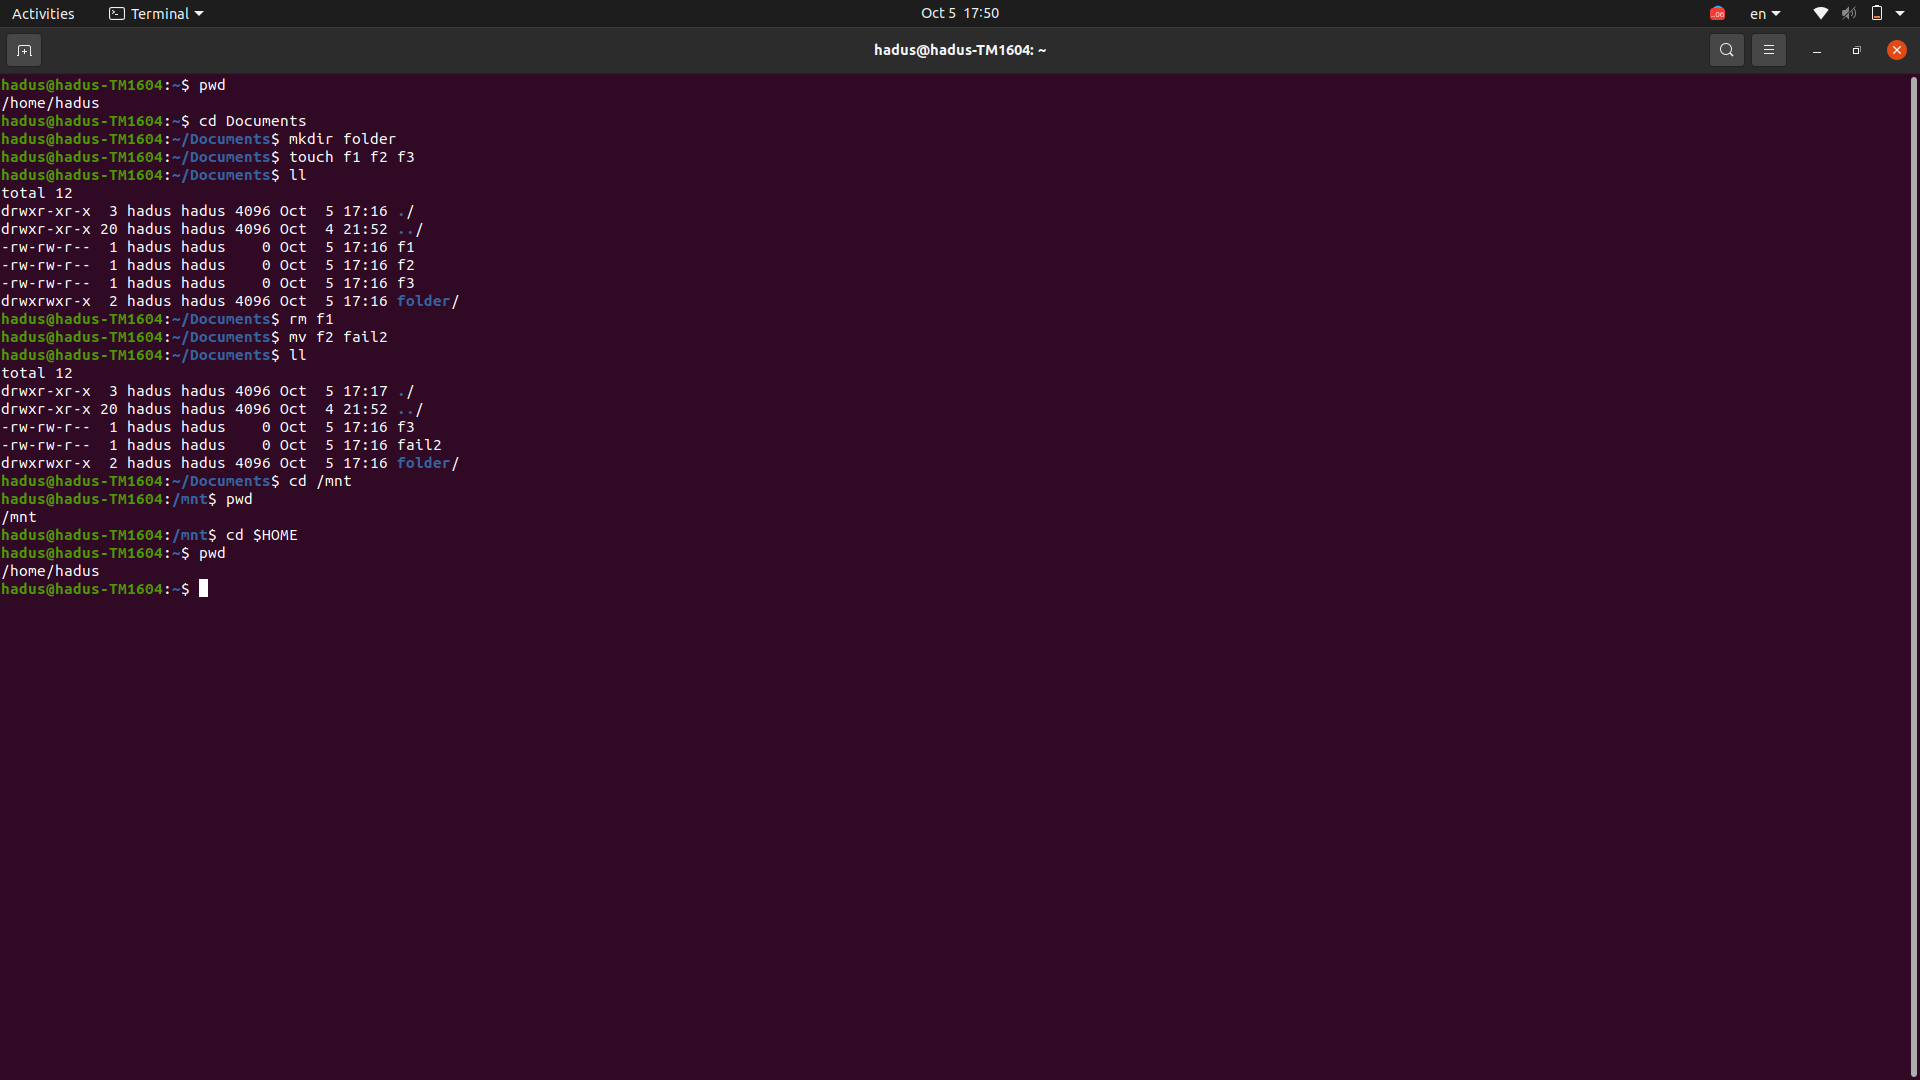 Activities Terminal Oct 5 17:50 en
hadus@hadus-TM1604: ~
hadus@hadus-TM1604:~$ pwd
/home/hadus
hadus@hadus-TM1604:~$ cd Documents
hadus@hadus-TM1604:~/Documents$ mkdir folder
hadus@hadus-TM1604:~/Documents$ touch f1 f2 f3
hadus@hadus-TM1604:~/Documents$ ll
total 12
drwxr-xr-x  3 hadus hadus 4096 Oct  5 17:16 ./
drwxr-xr-x 20 hadus hadus 4096 Oct  4 21:52 ../
-rw-rw-r--  1 hadus hadus    0 Oct  5 17:16 f1
-rw-rw-r--  1 hadus hadus    0 Oct  5 17:16 f2
-rw-rw-r--  1 hadus hadus    0 Oct  5 17:16 f3
drwxrwxr-x  2 hadus hadus 4096 Oct  5 17:16 folder/
hadus@hadus-TM1604:~/Documents$ rm f1
hadus@hadus-TM1604:~/Documents$ mv f2 fail2
hadus@hadus-TM1604:~/Documents$ ll
total 12
drwxr-xr-x  3 hadus hadus 4096 Oct  5 17:17 ./
drwxr-xr-x 20 hadus hadus 4096 Oct  4 21:52 ../
-rw-rw-r--  1 hadus hadus    0 Oct  5 17:16 f3
-rw-rw-r--  1 hadus hadus    0 Oct  5 17:16 fail2
drwxrwxr-x  2 hadus hadus 4096 Oct  5 17:16 folder/
hadus@hadus-TM1604:~/Documents$ cd /mnt
hadus@hadus-TM1604:/mnt$ pwd
/mnt
hadus@hadus-TM1604:/mnt$ cd $HOME
hadus@hadus-TM1604:~$ pwd
/home/hadus
hadus@hadus-TM1604:~$